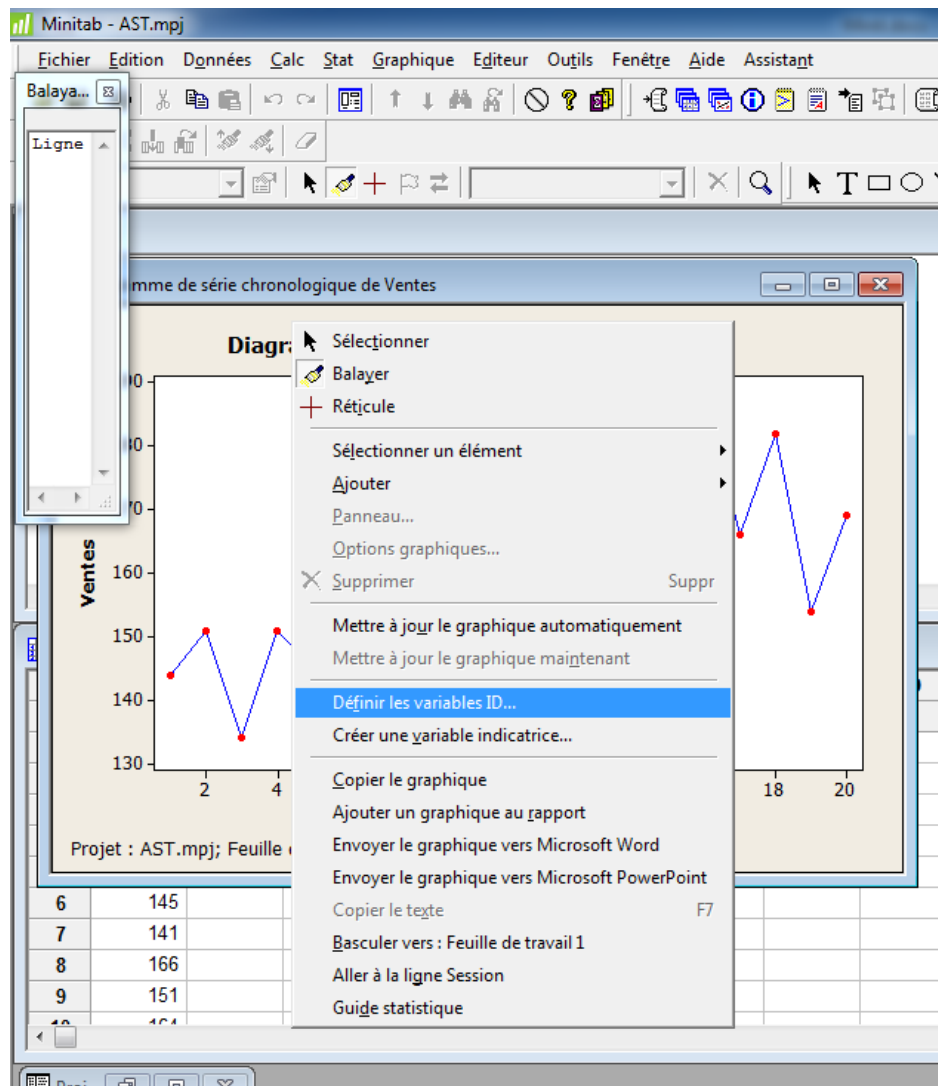 Minitab - AST.mpj
Fichier Edition Données Calc Stat Graphique Editeur Outils Fenêtre Aide Assistant
Balaya...
Ligne
mme de série chronologique de Ventes
Diagra
Sélectionner
Balayer
Réticule
Sélectionner un élément
Ajouter
Panneau...
Options graphiques...
Supprimer Suppr
Mettre à jour le graphique automatiquement
Mettre à jour le graphique maintenant
Définir les variables ID...
Créer une variable indicatrice...
Copier le graphique
Ajouter un graphique au rapport
Envoyer le graphique vers Microsoft Word
Envoyer le graphique vers Microsoft PowerPoint
Copier le texte F7
Basculer vers : Feuille de travail 1
Aller à la ligne Session
Guide statistique
Ventes
160
150
140
130
2 4 18 20
Projet : AST.mpj; Feuille
6 145
7 141
8 166
9 151